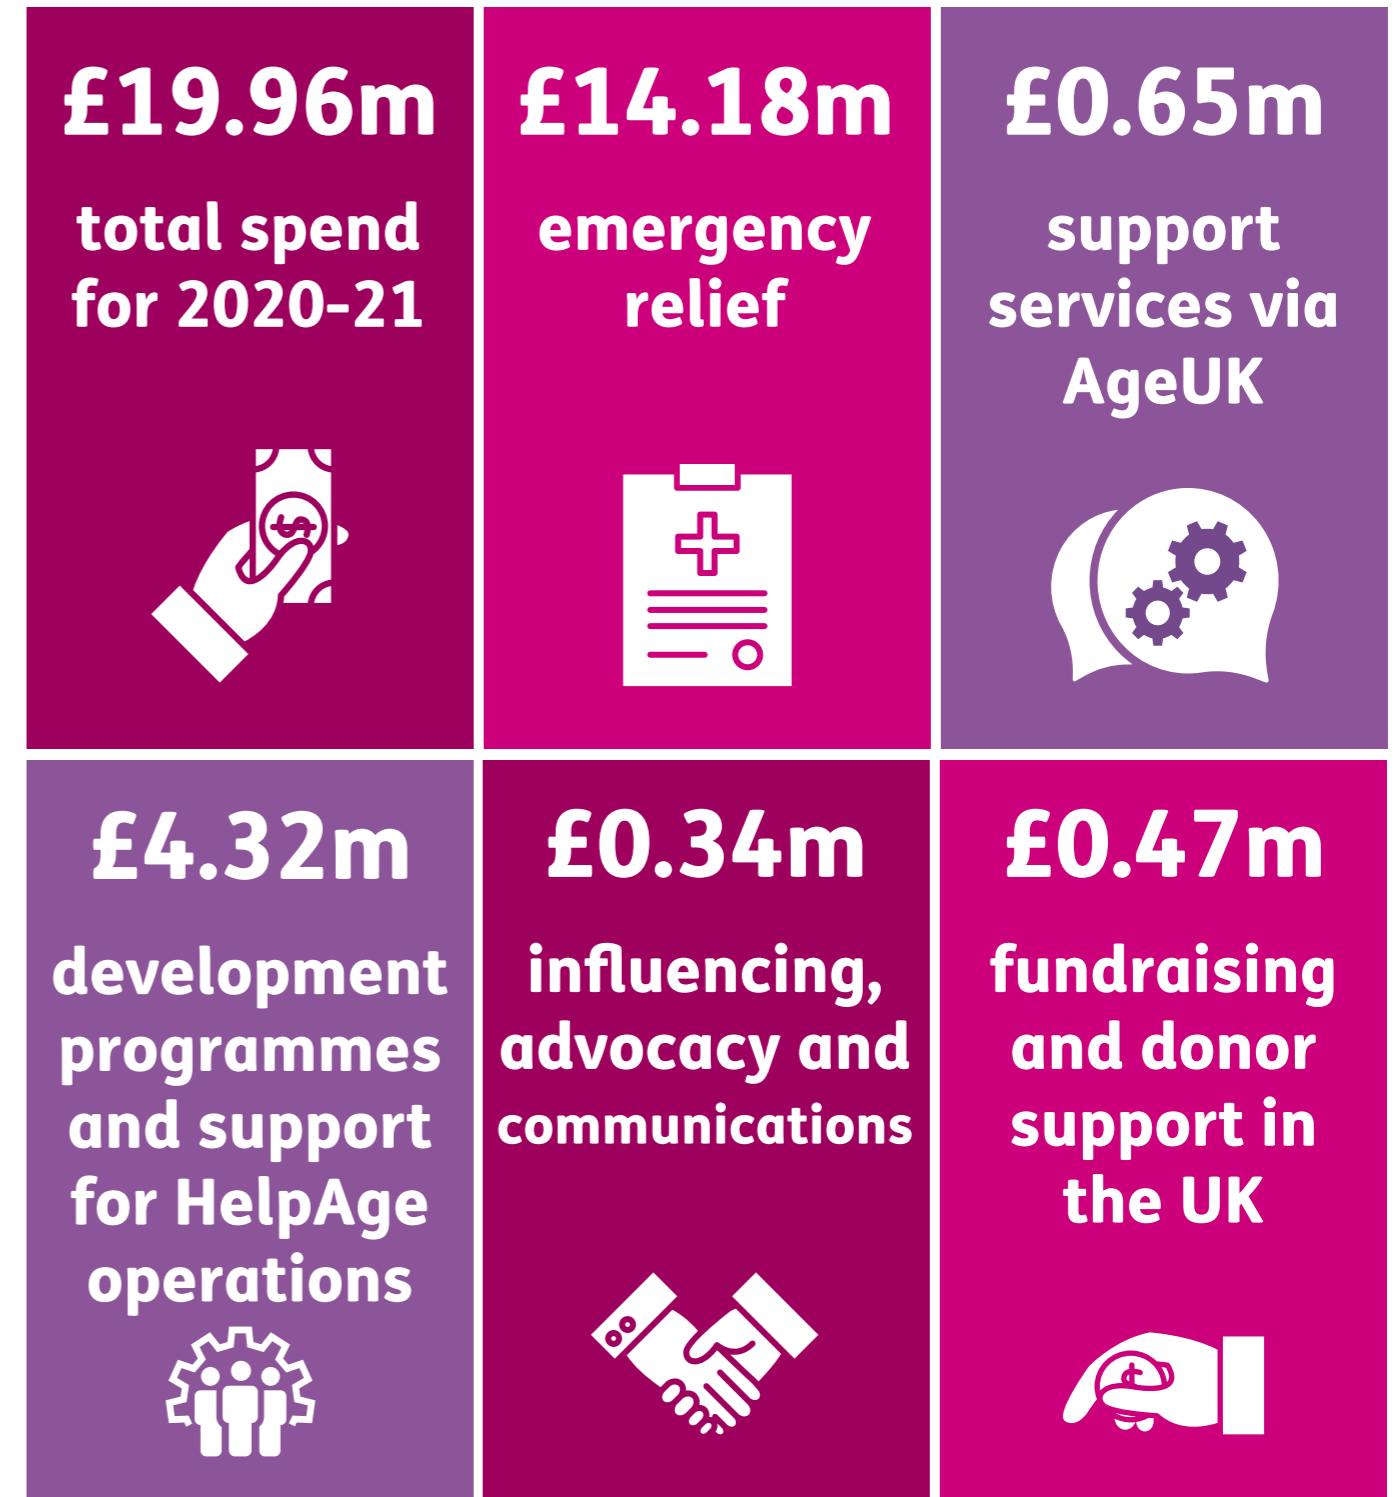 £19.96m
total spend
for 2020-21
£14.18m
emergency
relief
£0.65m
support
services via
AgeUK
£4.32m
development
programmes
and support
for HelpAge
operations
£0.34m
influencing,
advocacy and
communications
£0.47m
fundraising
and donor
support in
the UK